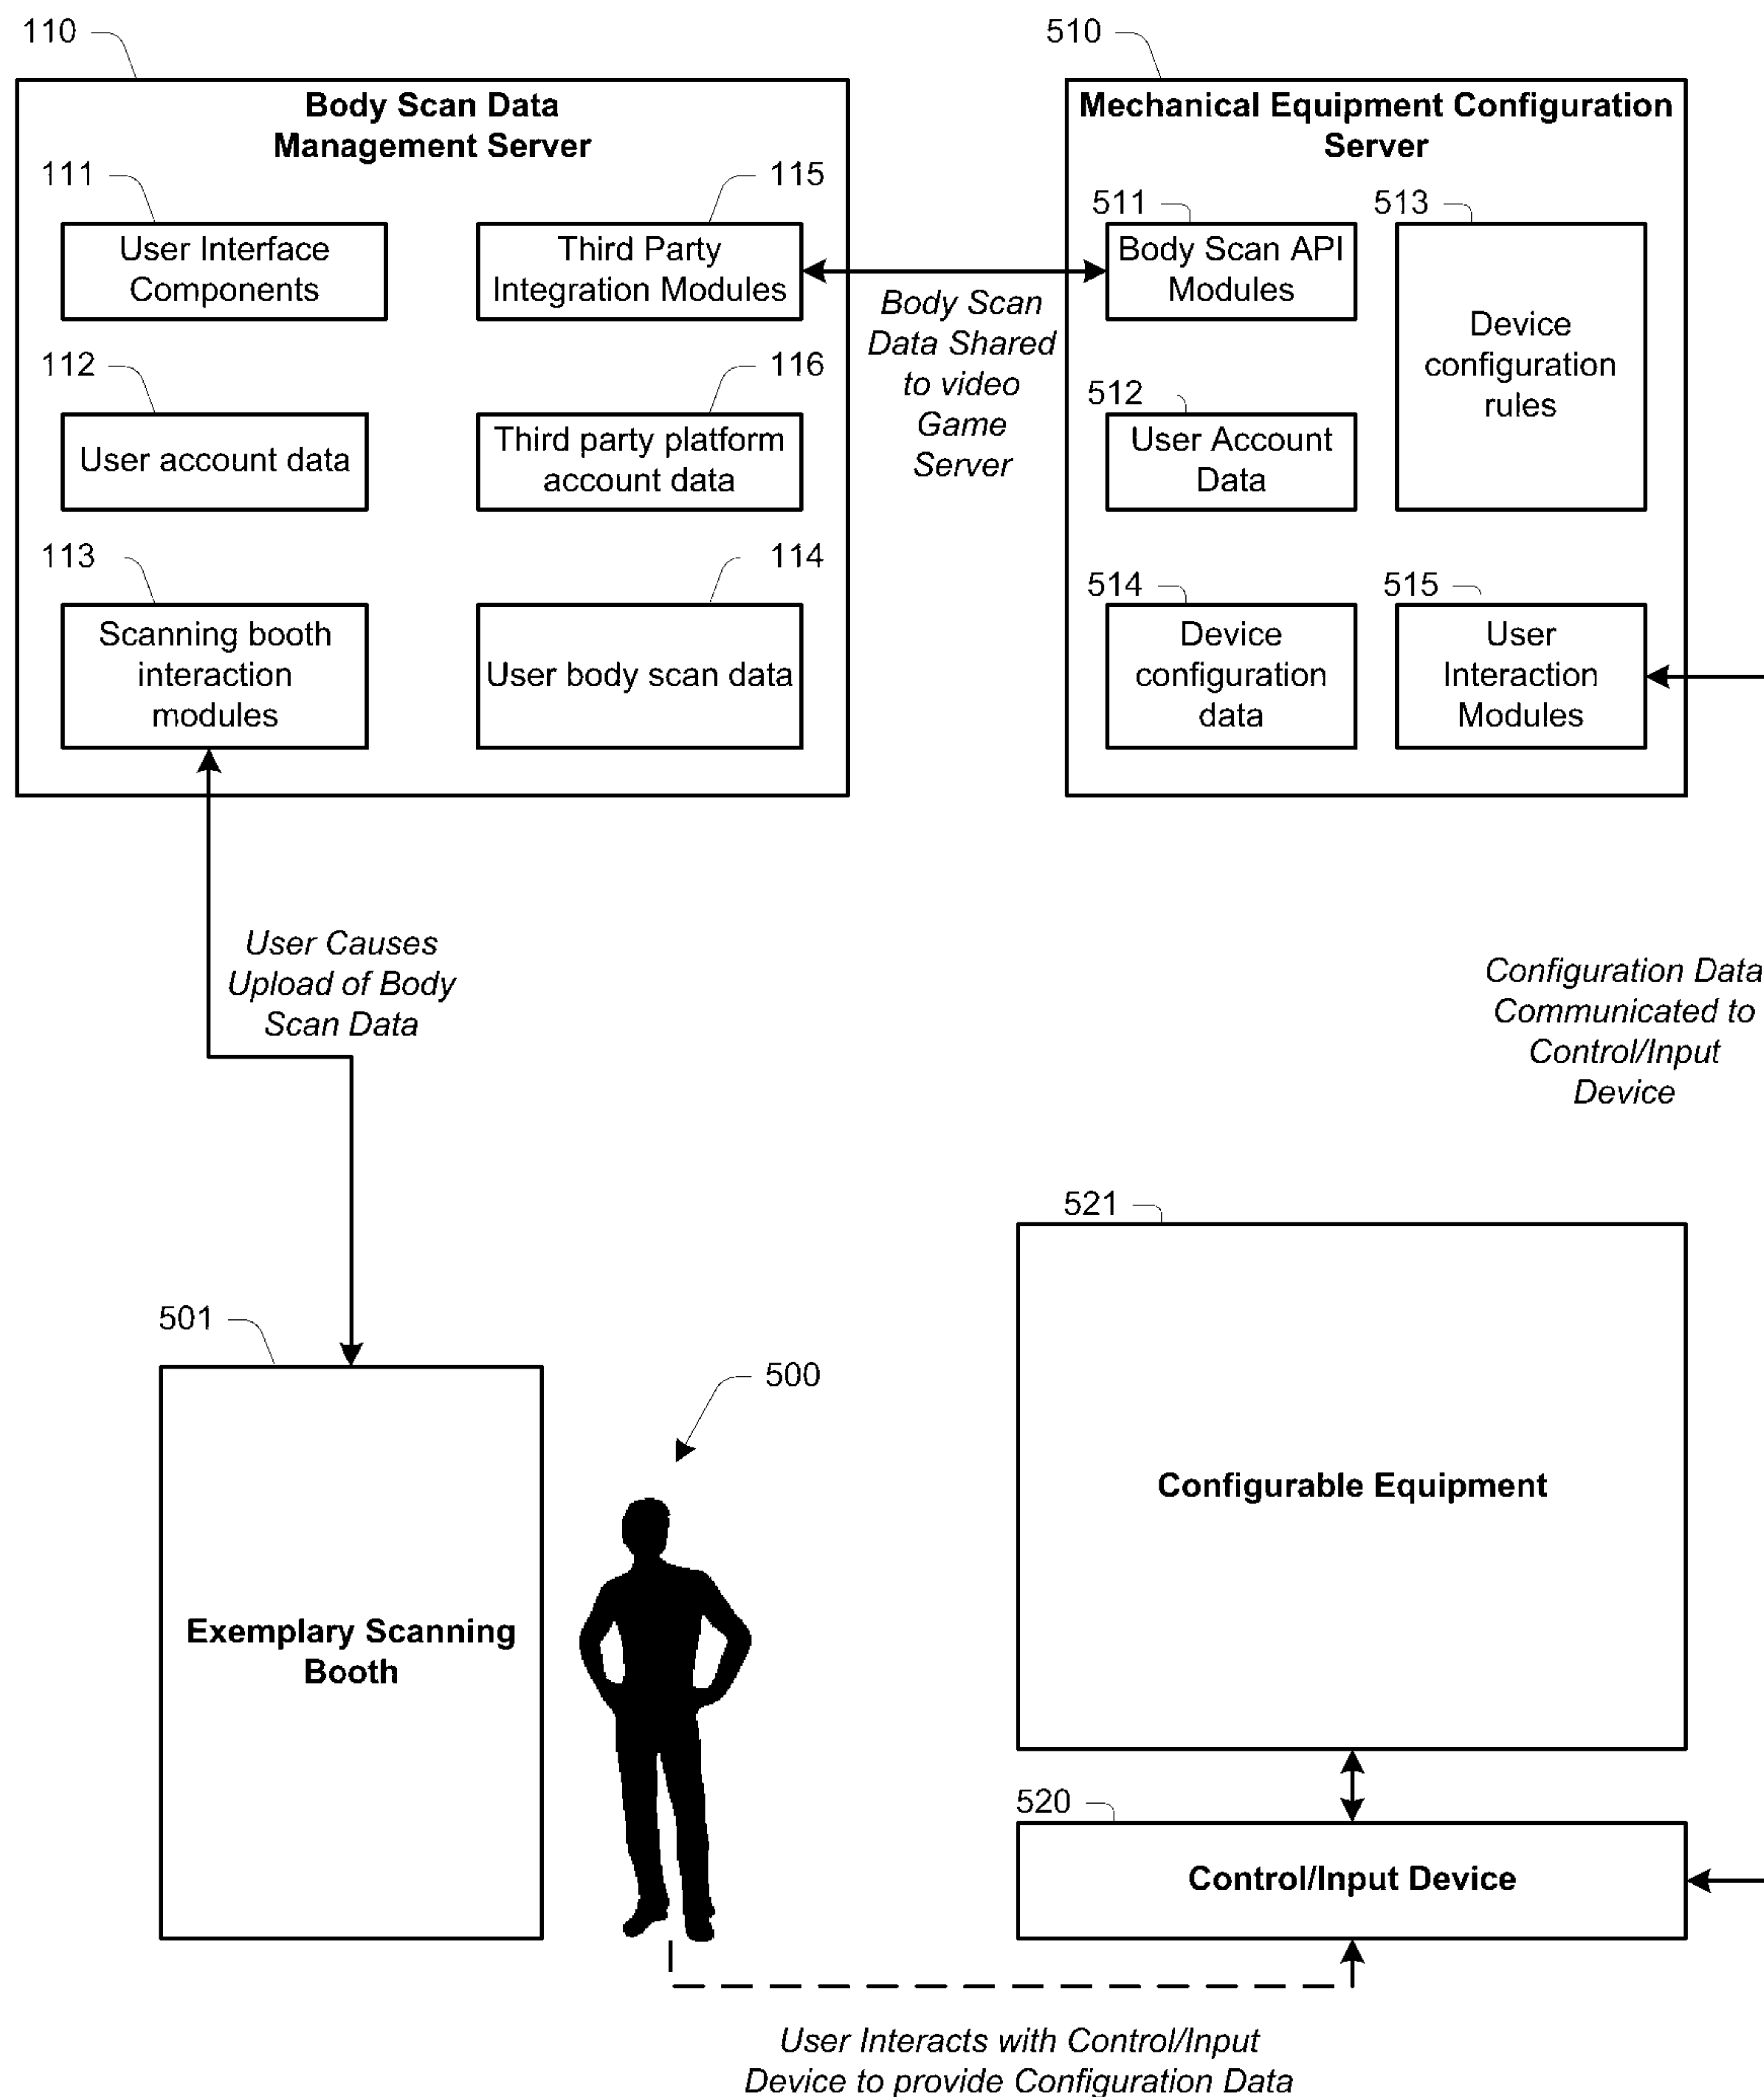 110
510
Body Scan Data
Management Server
Mechanical Equipment Configuration
Server
111
115
511
513
User Interface
Components
Third Party
Integration Modules
Body Scan API
Modules
Device
configuration
rules
Body Scan
Data Shared
to video
Game
Server
112
116
512
User account data
Third party platform
account data
User Account
Data
113
114
514
515
Scanning booth
interaction
modules
User body scan data
Device
configuration
data
User
Interaction
Modules
User Causes
Upload of Body
Scan Data
Configuration Data
Communicated to
Control/Input
Device
521
501
500
Configurable Equipment
Exemplary Scanning
Booth
520
Control/Input Device
User Interacts with Control/Input
Device to provide Configuration Data